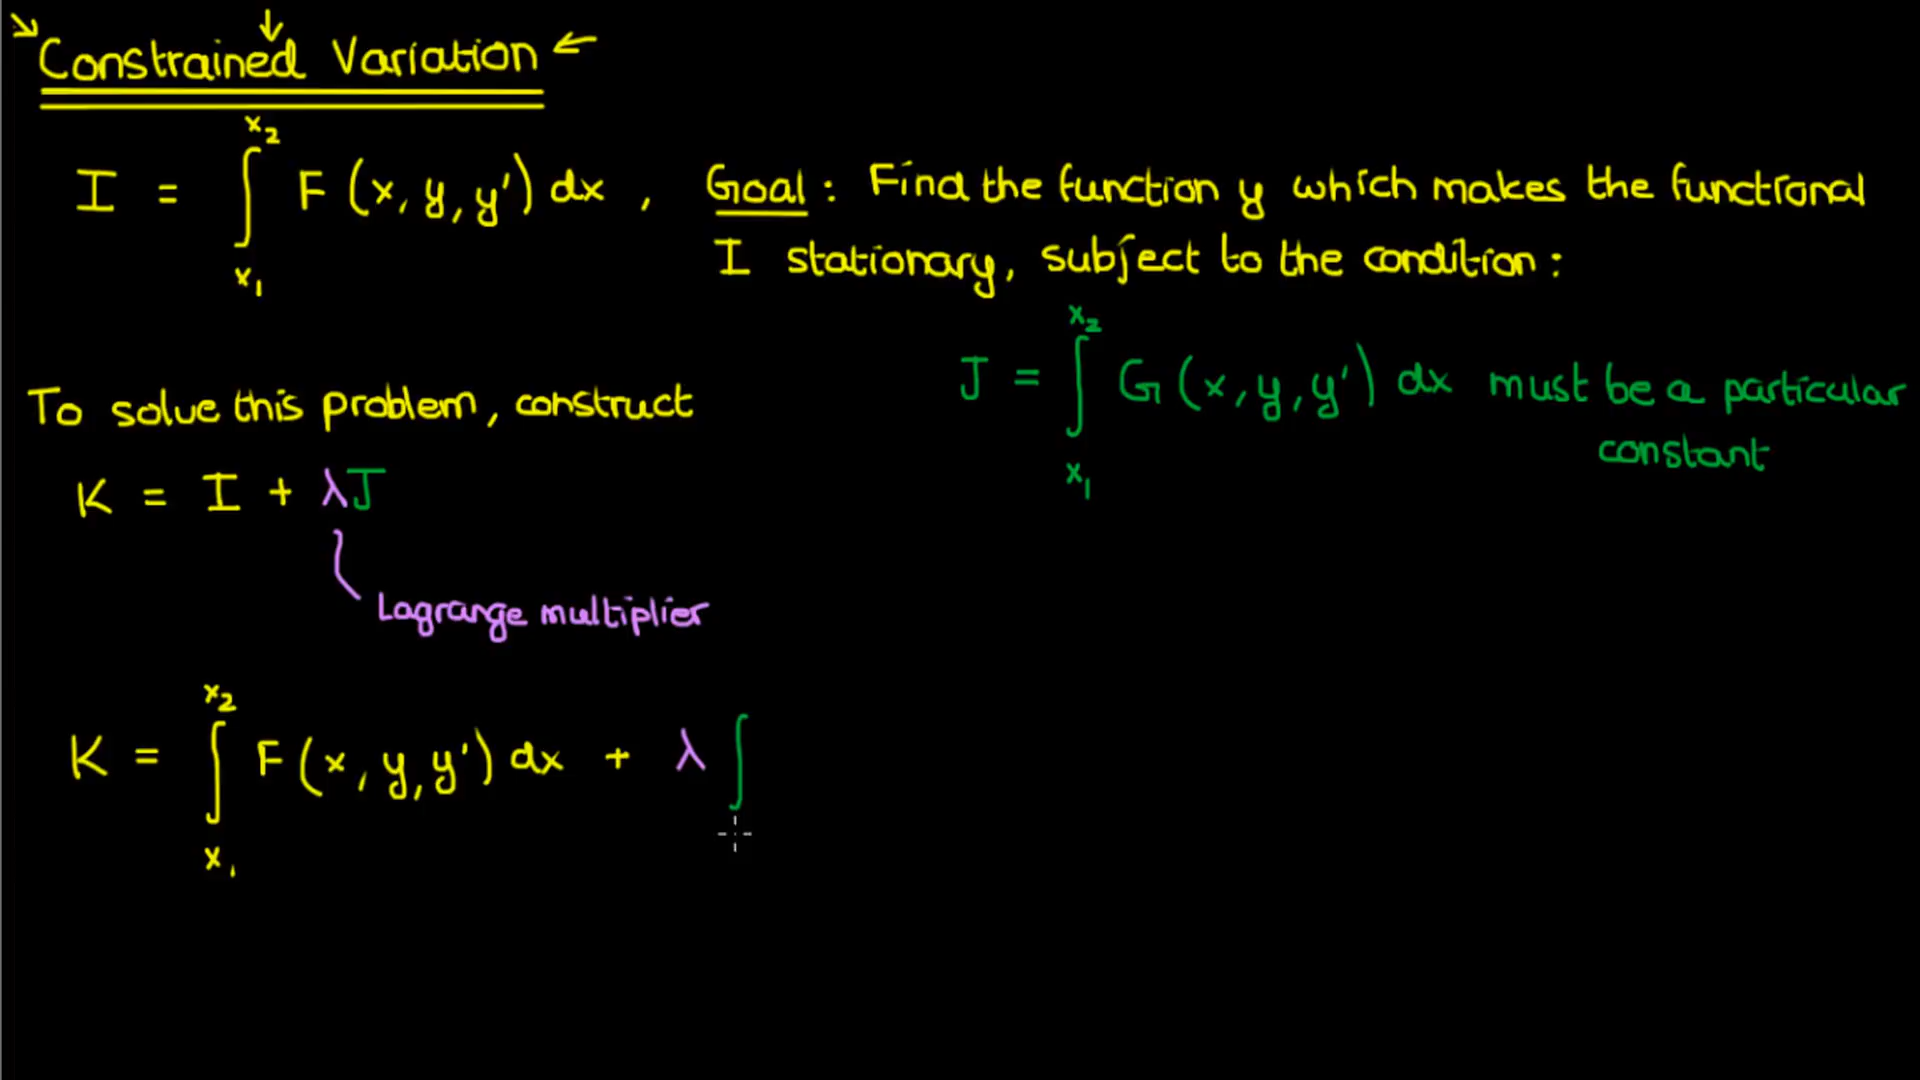 Constrained Variation
I = ∫_{x₁}^{x₂} F (x, y, y') dx , Goal : Find the function y which makes the functional
I stationary, subject to the condition :
J = ∫_{x₁}^{x₂} G (x, y, y') dx must be a particular
constant
To solve this problem, construct
K = I + λJ
Lagrange multiplier
K = ∫_{x₁}^{x₂} F (x, y, y') dx + λ ∫